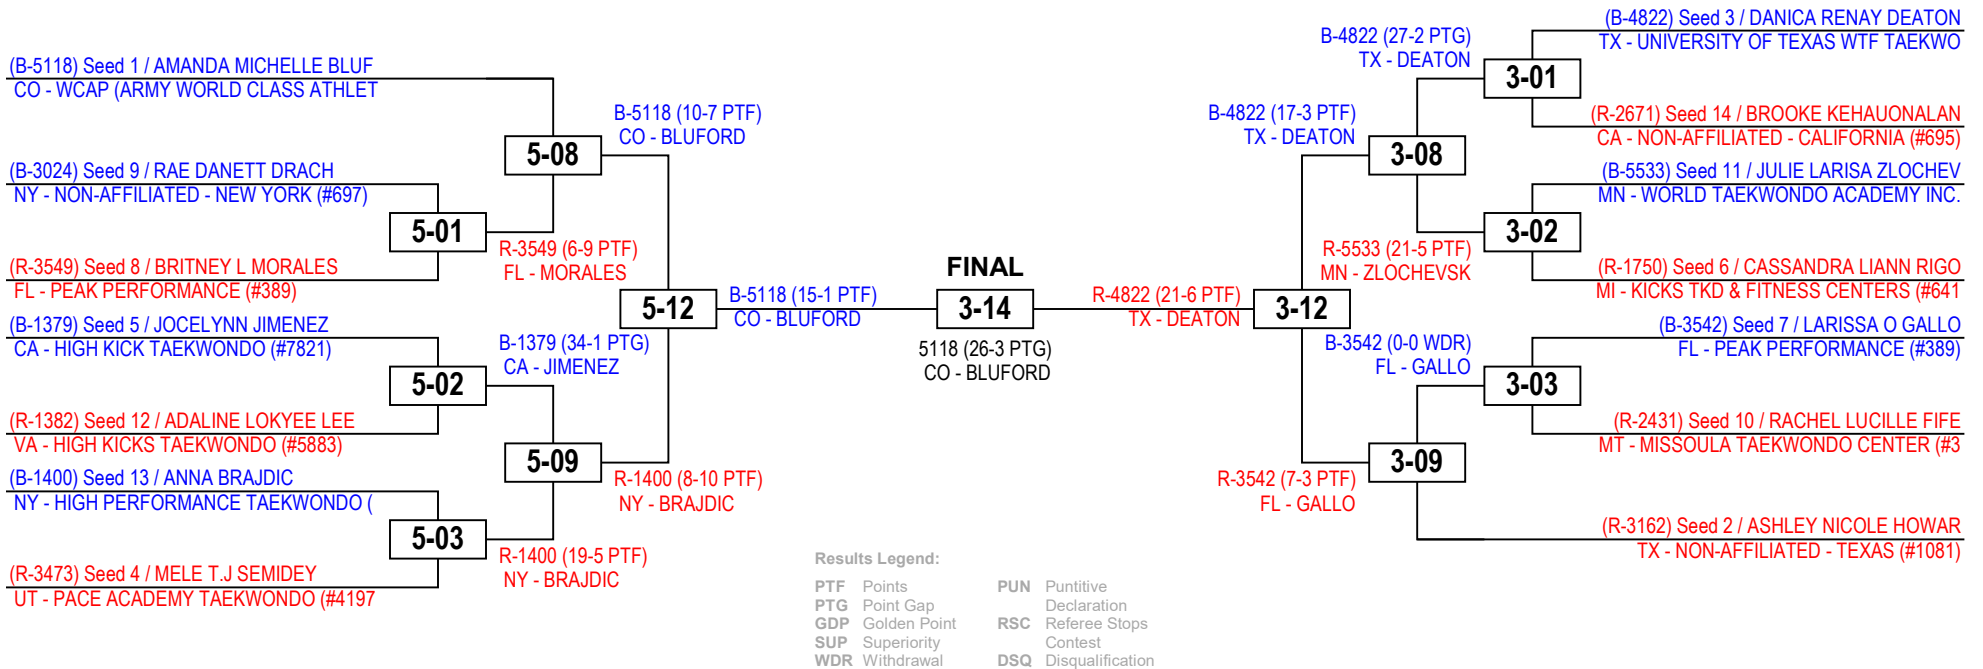 (B-5118) Seed 1 / AMANDA MICHELLE BLUF
CO - WCAP (ARMY WORLD CLASS ATHLET
(B-3024) Seed 9 / RAE DANETT DRACH
NY - NON-AFFILIATED - NEW YORK (#697)
(R-3549) Seed 8 / BRITNEY L MORALES
FL - PEAK PERFORMANCE (#389)
(B-1379) Seed 5 / JOCELYNN JIMENEZ
CA - HIGH KICK TAEKWONDO (#7821)
(R-1382) Seed 12 / ADALINE LOKYEE LEE
VA - HIGH KICKS TAEKWONDO (#5883)
(B-1400) Seed 13 / ANNA BRAJDIC
NY - HIGH PERFORMANCE TAEKWONDO (
(R-3473) Seed 4 / MELE T.J SEMIDEY
UT - PACE ACADEMY TAEKWONDO (#4197
5-01
5-02
5-03
R-3549 (6-9 PTF)
FL - MORALES
B-1379 (34-1 PTG)
CA - JIMENEZ
R-1400 (19-5 PTF)
NY - BRAJDIC
5-08
5-09
B-5118 (10-7 PTF)
CO - BLUFORD
R-1400 (8-10 PTF)
NY - BRAJDIC
5-12
B-5118 (15-1 PTF)
CO - BLUFORD
FINAL
3-14
5118 (26-3 PTG)
CO - BLUFORD
R-4822 (21-6 PTF)
TX - DEATON
3-12
B-4822 (17-3 PTF)
TX - DEATON
R-3542 (7-3 PTF)
FL - GALLO
3-08
3-09
B-4822 (27-2 PTG)
TX - DEATON
R-5533 (21-5 PTF)
MN - ZLOCHEVSK
B-3542 (0-0 WDR)
FL - GALLO
3-01
3-02
3-03
(B-4822) Seed 3 / DANICA RENAY DEATON
TX - UNIVERSITY OF TEXAS WTF TAEKWO
(R-2671) Seed 14 / BROOKE KEHAUONALAN
CA - NON-AFFILIATED - CALIFORNIA (#695)
(B-5533) Seed 11 / JULIE LARISA ZLOCHEV
MN - WORLD TAEKWONDO ACADEMY INC.
(R-1750) Seed 6 / CASSANDRA LIANN RIGO
MI - KICKS TKD & FITNESS CENTERS (#641
(B-3542) Seed 7 / LARISSA O GALLO
FL - PEAK PERFORMANCE (#389)
(R-2431) Seed 10 / RACHEL LUCILLE FIFE
MT - MISSOULA TAEKWONDO CENTER (#3
(R-3162) Seed 2 / ASHLEY NICOLE HOWAR
TX - NON-AFFILIATED - TEXAS (#1081)
Results Legend:
PTF Points
PTG Point Gap
GDP Golden Point
SUP Superiority
WDR Withdrawal
PUN Puntitive
Declaration
RSC Referee Stops
Contest
DSQ Disqualification